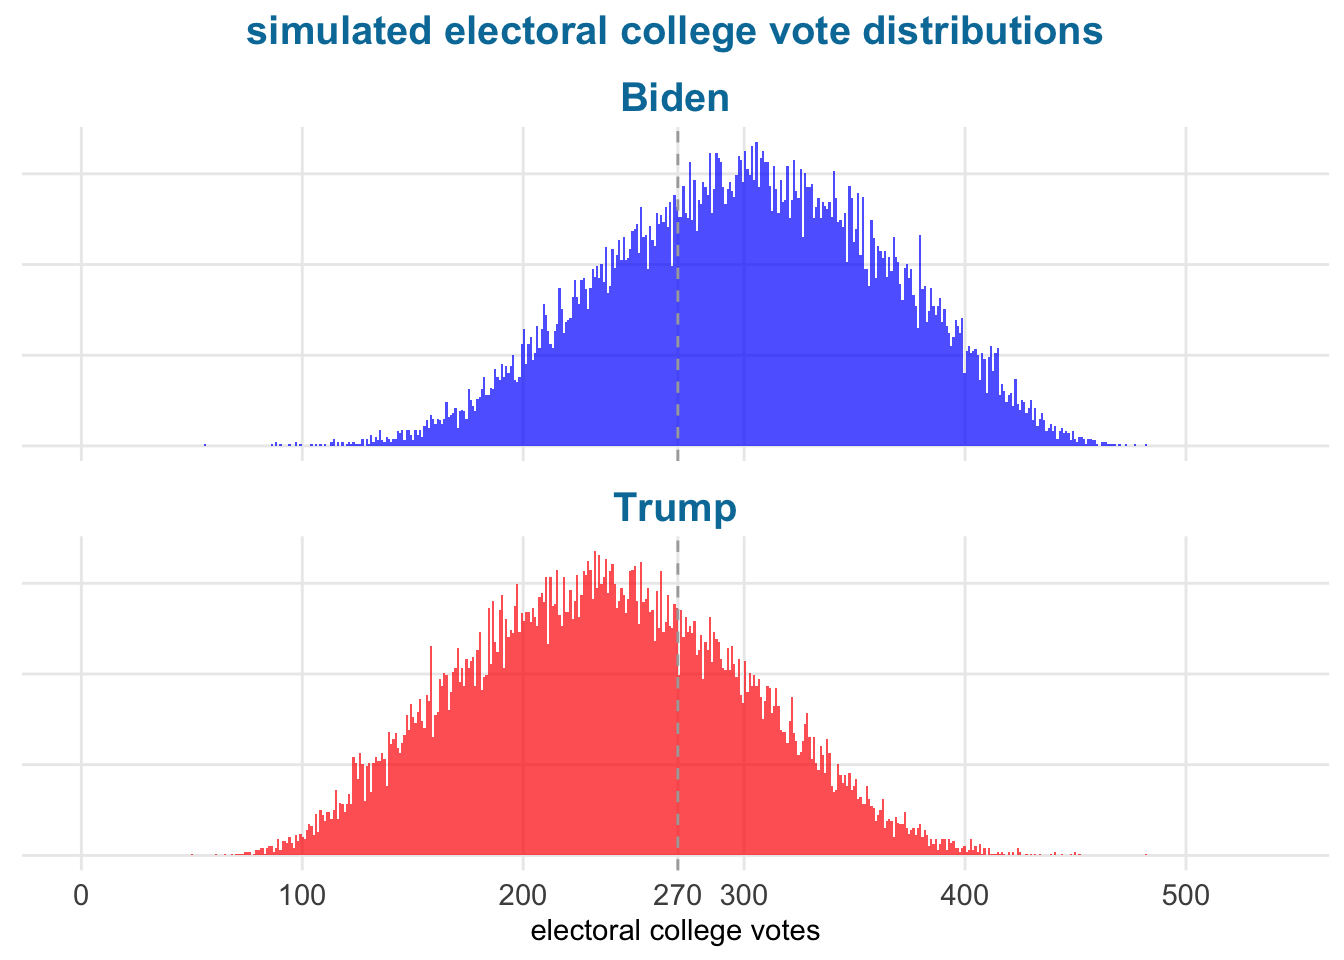 simulated electoral college vote distributions
Biden
Trump
0 100 200 270 300 400 500
electoral college votes